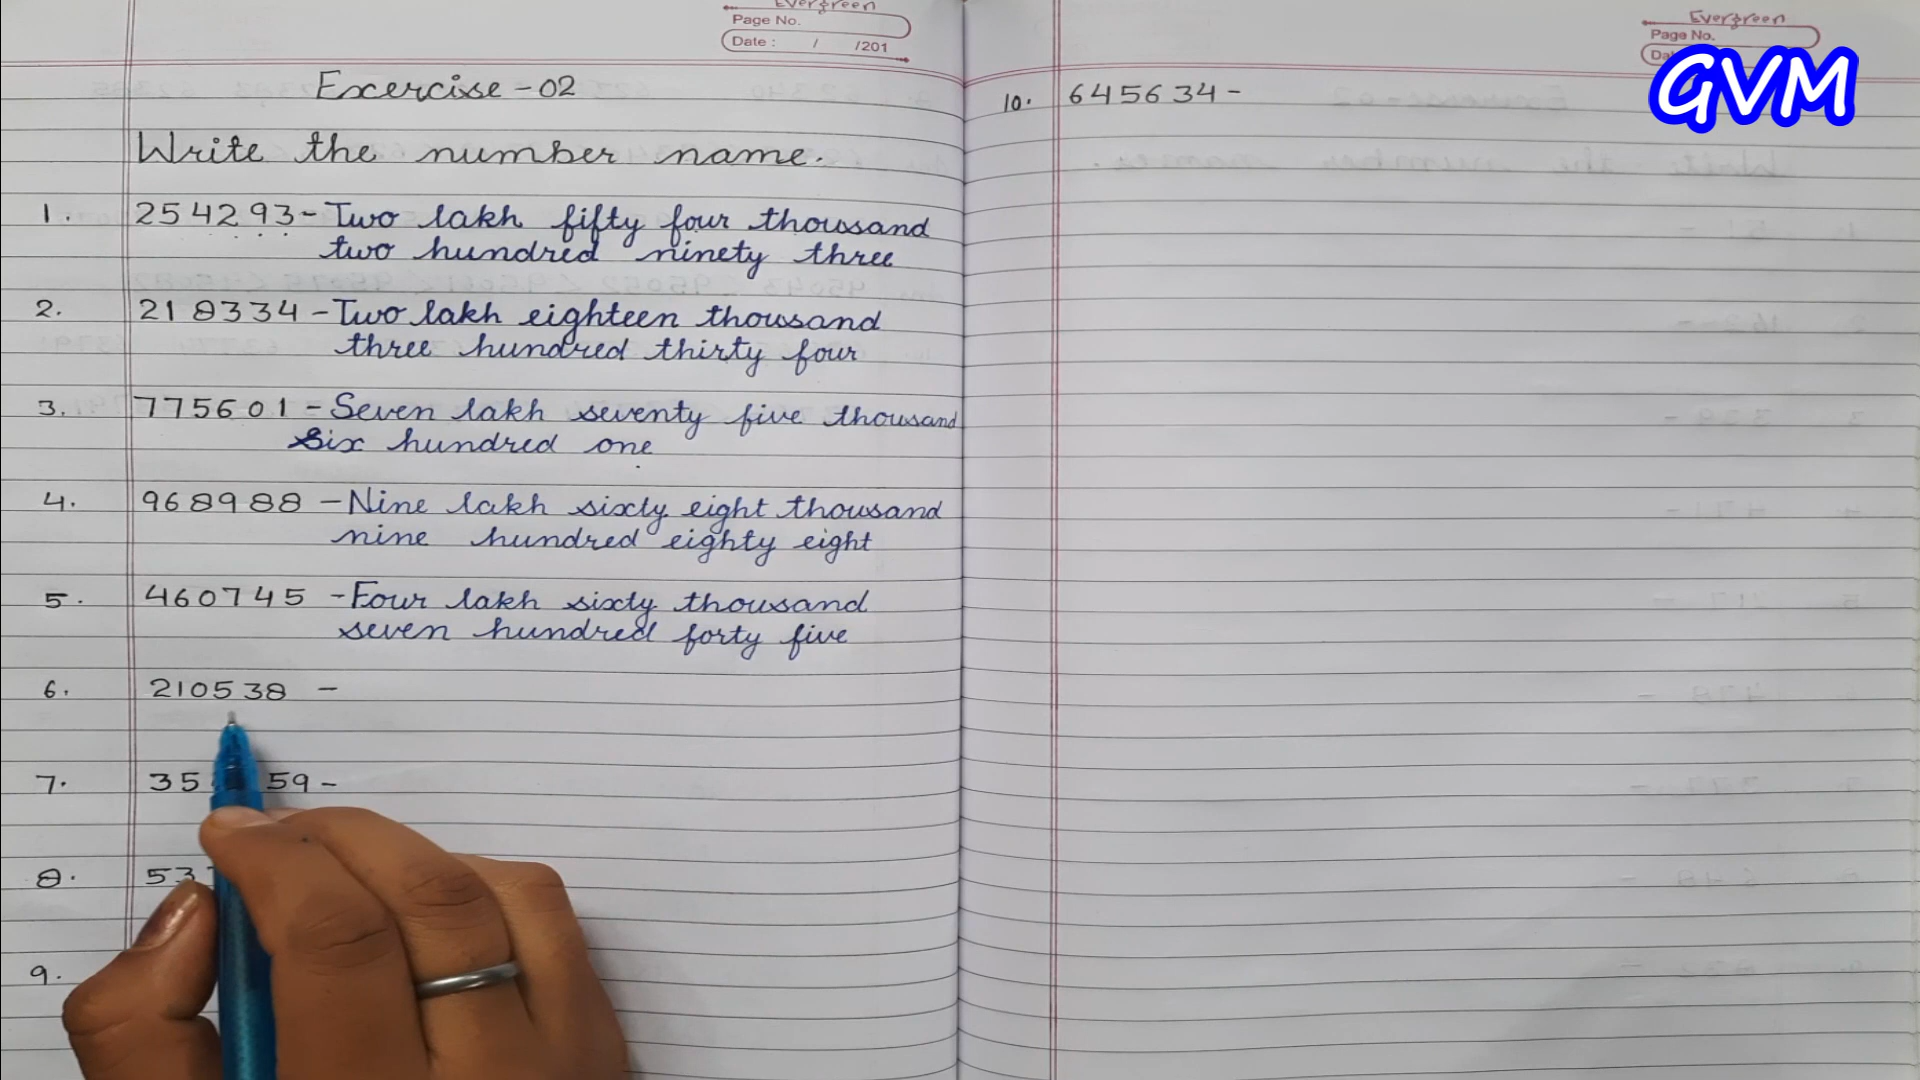 Evergreen
Page No.
Date : / /201
Excercise - 02
Write the number name.
1. 254293 - Two lakh fifty four thousand
two hundred ninety three
2. 218334 - Two lakh eighteen thousand
three hundred thirty four
3. 775601 - Seven lakh seventy five thousand
Six hundred one
4. 968988 - Nine lakh sixty eight thousand
nine hundred eighty eight
5. 460745 - Four lakh sixty thousand
seven hundred forty five
6. 210538 -
7. 35 59 -
8. 53
9.
Evergreen
Page No.
GVM
10. 645634 -